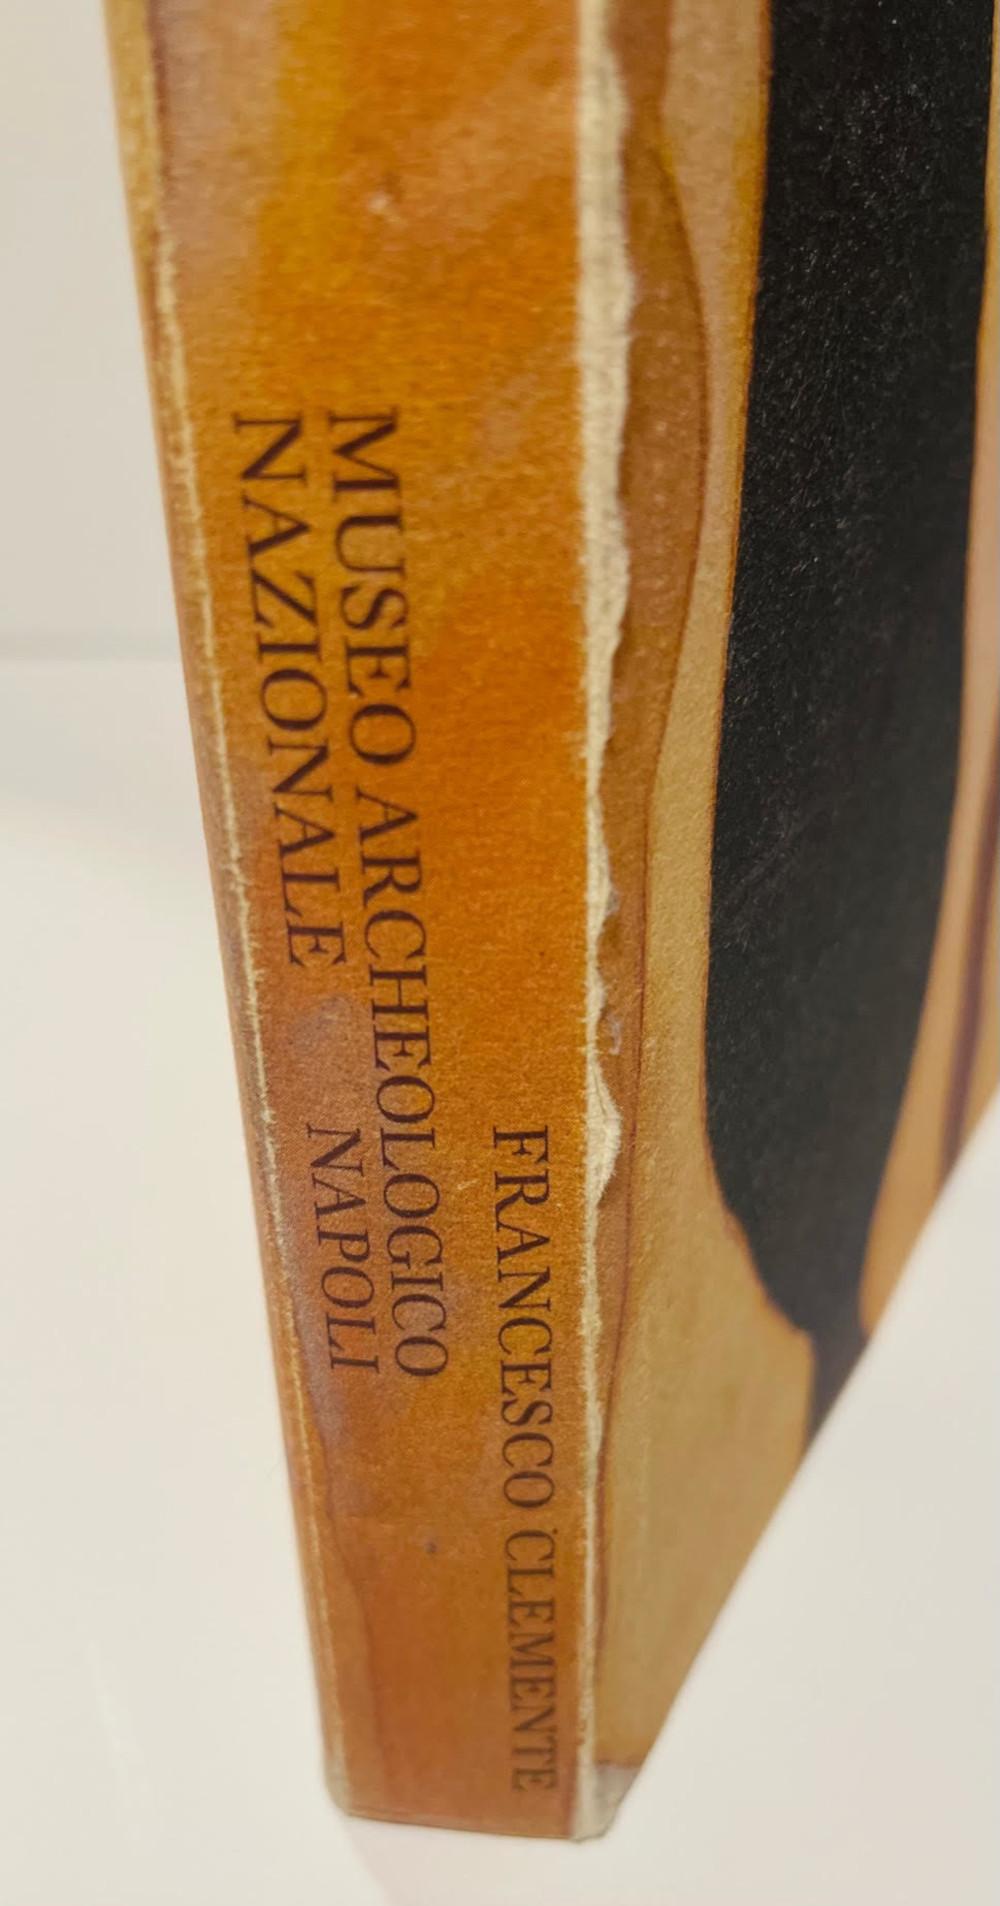 FRANCESCO CLEMENTE
MUSEO ARCHEOLOGICO
NAZIONALE NAPOLI